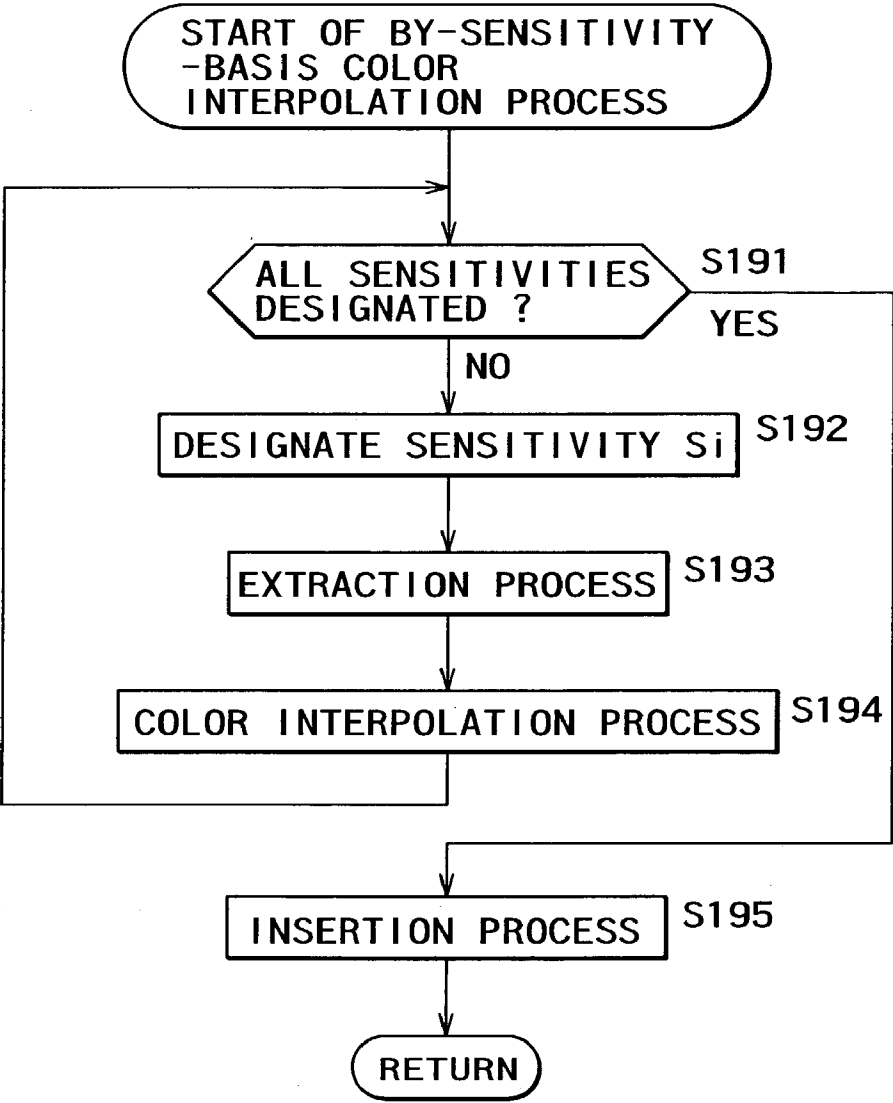 START OF BY-SENSITIVITY
-BASIS COLOR
INTERPOLATION PROCESS
ALL SENSITIVITIES
DESIGNATED ?
S191
YES
NO
DESIGNATE SENSITIVITY Si
S192
EXTRACTION PROCESS
S193
COLOR INTERPOLATION PROCESS
S194
INSERTION PROCESS
S195
RETURN